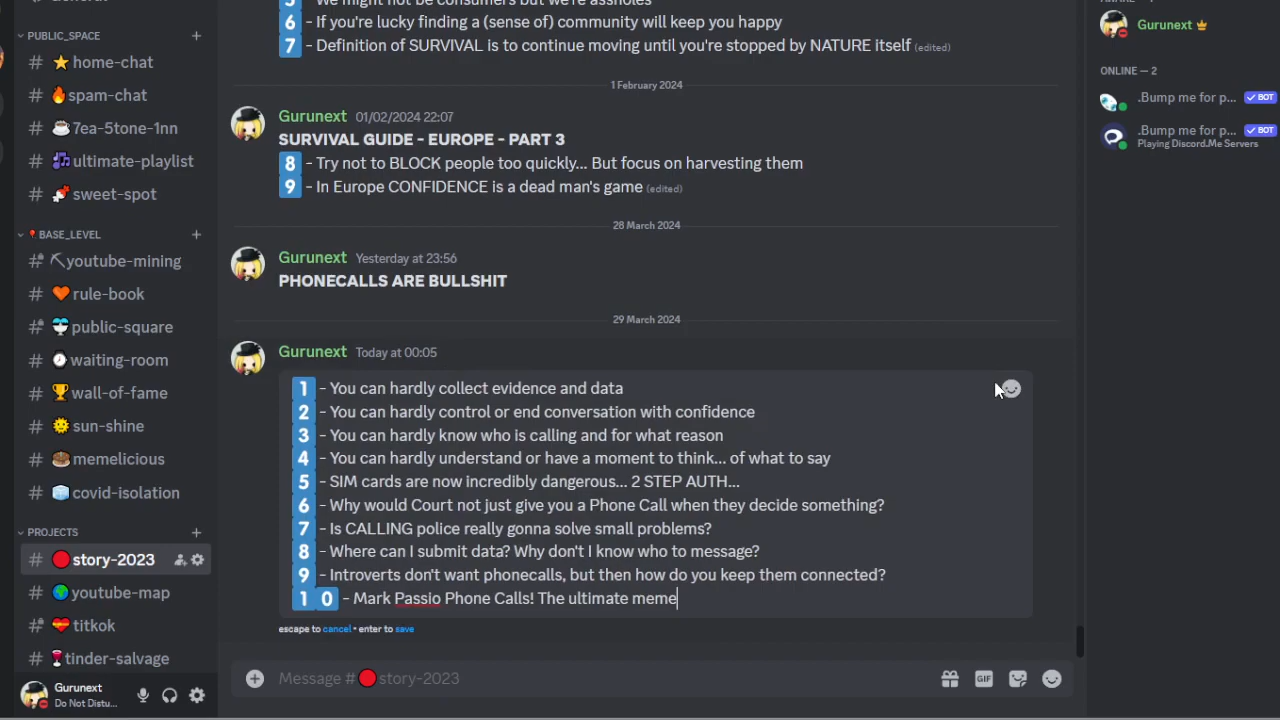 PUBLIC_SPACE
home-chat
spam-chat
7ea-5tone-1nn
ultimate-playlist
sweet-spot
BASE_LEVEL
youtube-mining
rule-book
public-square
waiting-room
wall-of-fame
sun-shine
memelicious
covid-isolation
PROJECTS
story-2023
youtube-map
titkok
tinder-salvage
Gurunext
Do Not Distu...
We might not be consumers but we're assholes
6 - If you're lucky finding a (sense of) community will keep you happy
7 - Definition of SURVIVAL is to continue moving until you're stopped by NATURE itself (edited)
1 February 2024
Gurunext 01/02/2024 22:07
SURVIVAL GUIDE - EUROPE - PART 3
8 - Try not to BLOCK people too quickly... But focus on harvesting them
9 - In Europe CONFIDENCE is a dead man's game (edited)
28 March 2024
Gurunext Yesterday at 23:56
PHONECALLS ARE BULLSHIT
29 March 2024
Gurunext Today at 00:05
1 - You can hardly collect evidence and data
2 - You can hardly control or end conversation with confidence
3 - You can hardly know who is calling and for what reason
4 - You can hardly understand or have a moment to think... of what to say
5 - SIM cards are now incredibly dangerous... 2 STEP AUTH...
6 - Why would Court not just give you a Phone Call when they decide something?
7 - Is CALLING police really gonna solve small problems?
8 - Where can I submit data? Why don't I know who to message?
9 - Introverts don't want phonecalls, but then how do you keep them connected?
1 0 - Mark Passio Phone Calls! The ultimate meme
escape to cancel • enter to save
Message # story-2023
GIF
Gurunext
ONLINE — 2
.Bump me for p... BOT
.Bump me for p... BOT
Playing Discord.Me Servers